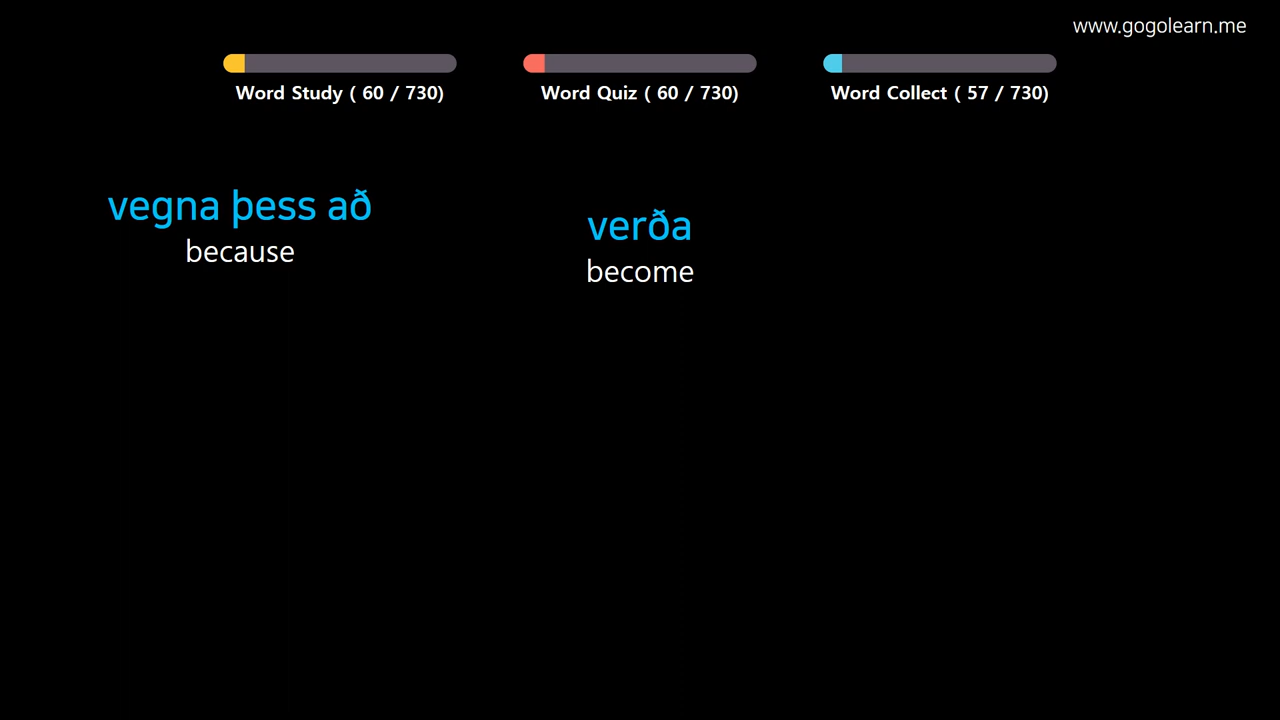 www.gogolearn.me
Word Study ( 60 / 730)
Word Quiz ( 60 / 730)
Word Collect ( 57 / 730)
vegna þess að
because
verða
become